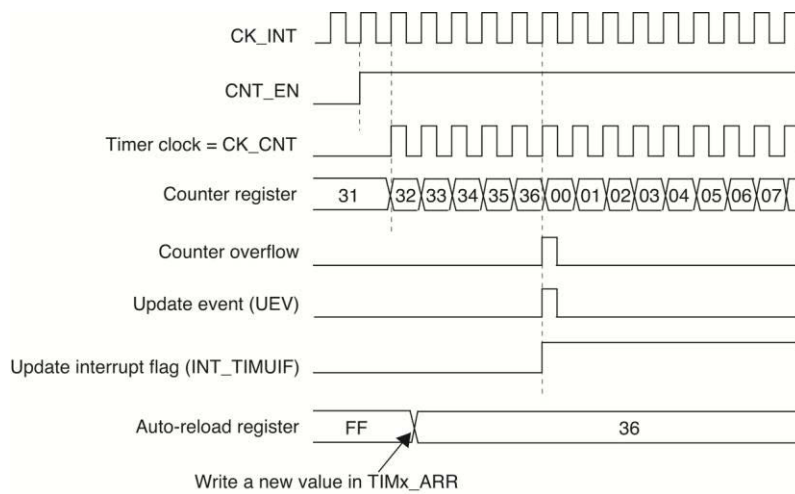 CK_INT
CNT_EN
Timer clock = CK_CNT
Counter register 31 32 33 34 35 36 00 01 02 03 04 05 06 07
Counter overflow
Update event (UEV)
Update interrupt flag (INT_TIMUIF)
Auto-reload register FF 36
Write a new value in TIMx_ARR